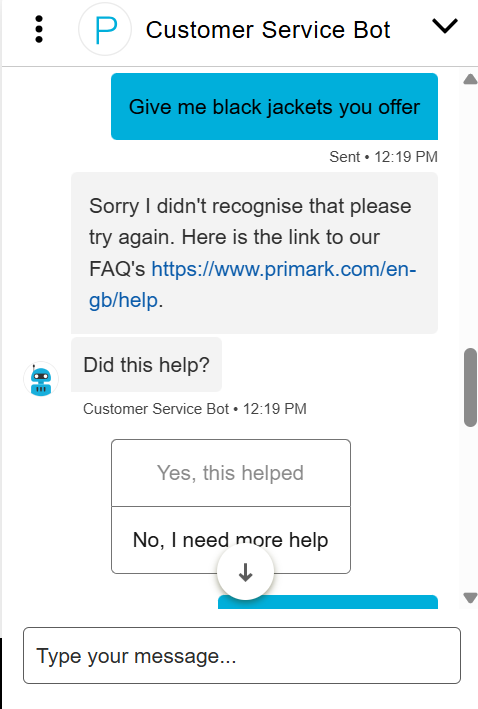 P Customer Service Bot
Give me black jackets you offer
Sent • 12:19 PM
Sorry I didn't recognise that please
try again. Here is the link to our
FAQ's https://www.primark.com/en-
gb/help.
Did this help?
Customer Service Bot • 12:19 PM
Yes, this helped
No, I need more help
Type your message...